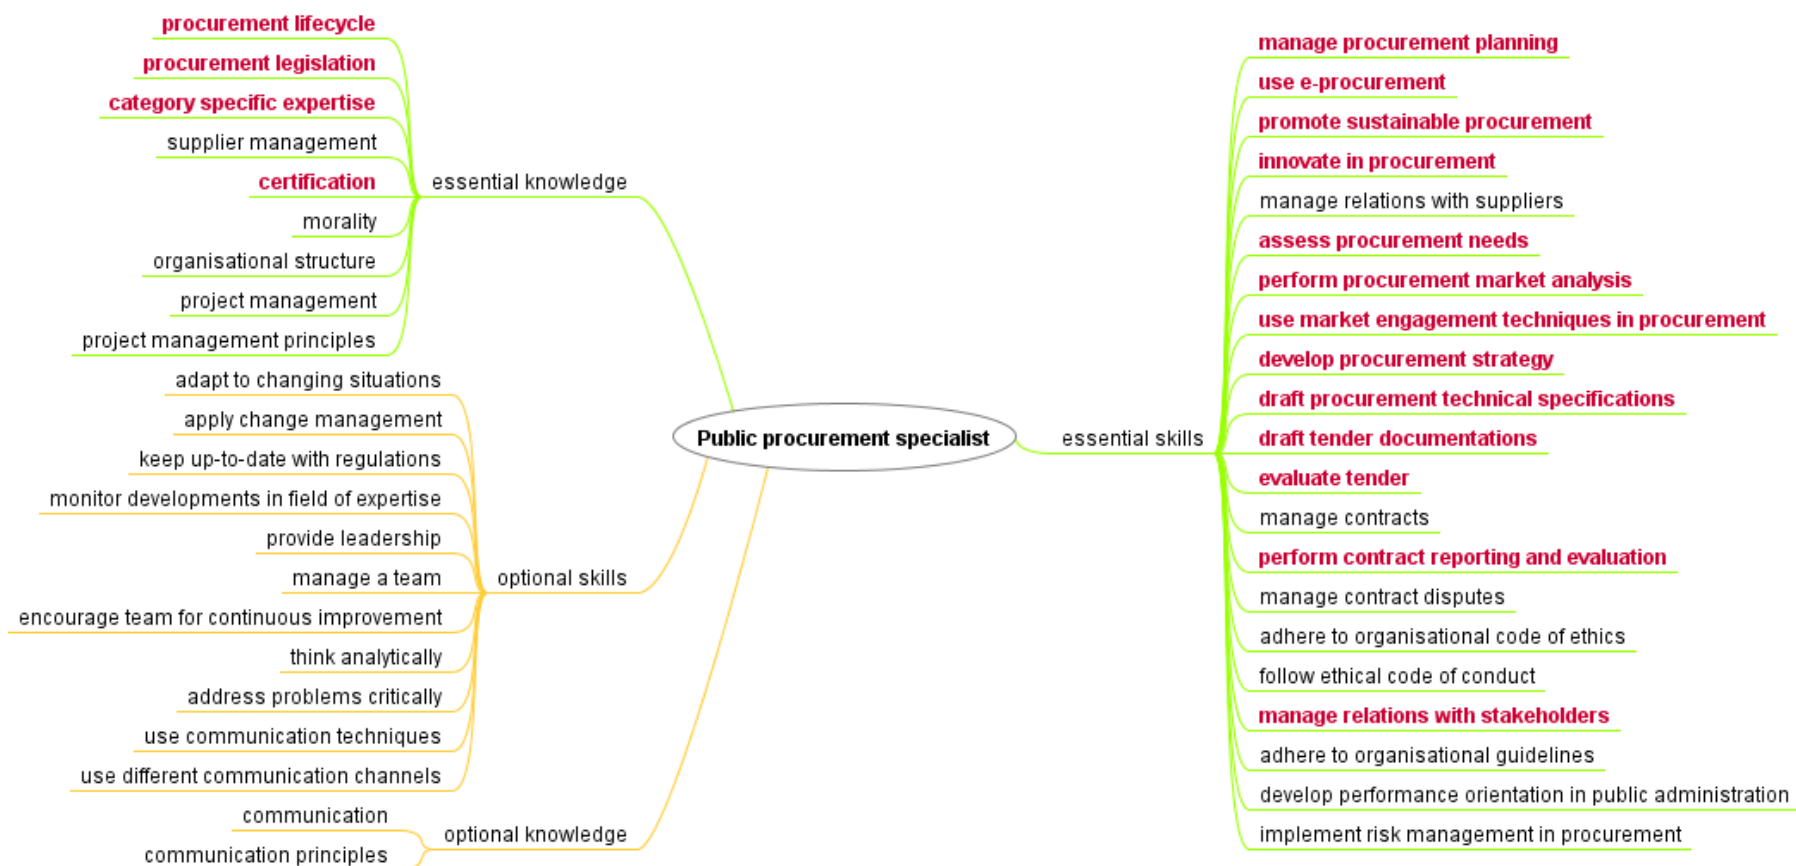 procurement lifecycle
procurement legislation
category specific expertise
supplier management
certification
morality
organisational structure
project management
project management principles
essential knowledge
adapt to changing situations
apply change management
keep up-to-date with regulations
monitor developments in field of expertise
provide leadership
manage a team
encourage team for continuous improvement
think analytically
address problems critically
use communication techniques
use different communication channels
optional skills
communication
communication principles
optional knowledge
Public procurement specialist
essential skills
manage procurement planning
use e-procurement
promote sustainable procurement
innovate in procurement
manage relations with suppliers
assess procurement needs
perform procurement market analysis
use market engagement techniques in procurement
develop procurement strategy
draft procurement technical specifications
draft tender documentations
evaluate tender
manage contracts
perform contract reporting and evaluation
manage contract disputes
adhere to organisational code of ethics
follow ethical code of conduct
manage relations with stakeholders
adhere to organisational guidelines
develop performance orientation in public administration
implement risk management in procurement